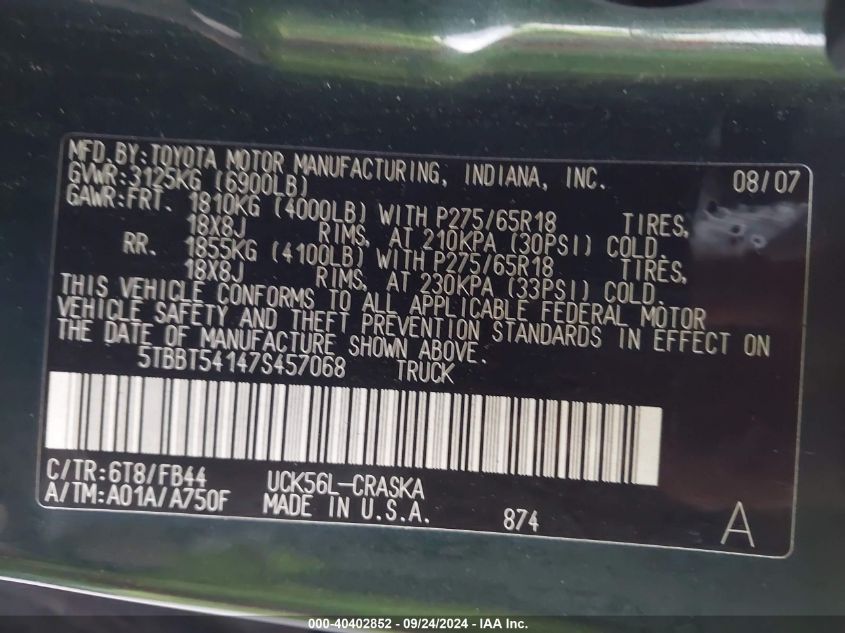 MFD. BY: TOYOTA MOTOR MANUFACTURING, INDIANA, INC. 08/07
GVWR: 3125KG (6900LB)
GAWR: FRT. 1810KG (4000LB) WITH P275/65R18 TIRES,
18X8J RIMS, AT 210KPA (30PSI) COLD.
RR. 1855KG (4100LB) WITH P275/65R18 TIRES,
18X8J RIMS, AT 230KPA (33PSI) COLD.
THIS VEHICLE CONFORMS TO ALL APPLICABLE FEDERAL MOTOR
VEHICLE SAFETY AND THEFT PREVENTION STANDARDS IN EFFECT ON
THE DATE OF MANUFACTURE SHOWN ABOVE.
5TBBT54147S457068 TRUCK
C/TR: 6T8/FB44 UCK56L-CRASKA
A/TM: A01A/A750F MADE IN U.S.A. 874 A
000-40402852 / 09/24/2024 - IAA Inc.